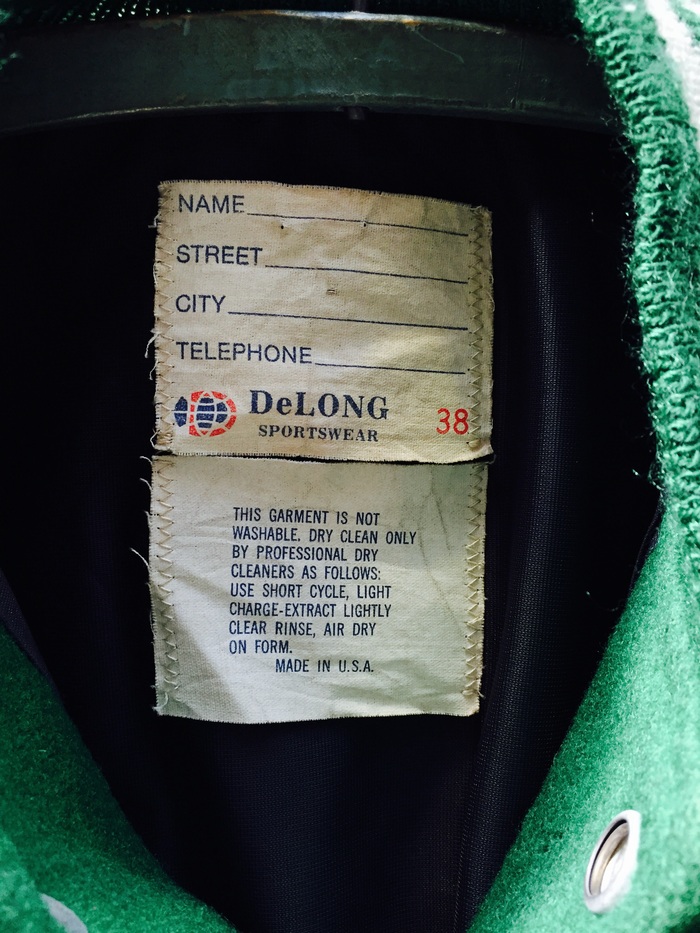 NAME
STREET
CITY
TELEPHONE
DeLONG
SPORTSWEAR
38
THIS GARMENT IS NOT
WASHABLE. DRY CLEAN ONLY
BY PROFESSIONAL DRY
CLEANERS AS FOLLOWS:
USE SHORT CYCLE, LIGHT
CHARGE-EXTRACT LIGHTLY
CLEAR RINSE, AIR DRY
ON FORM.
MADE IN U.S.A.